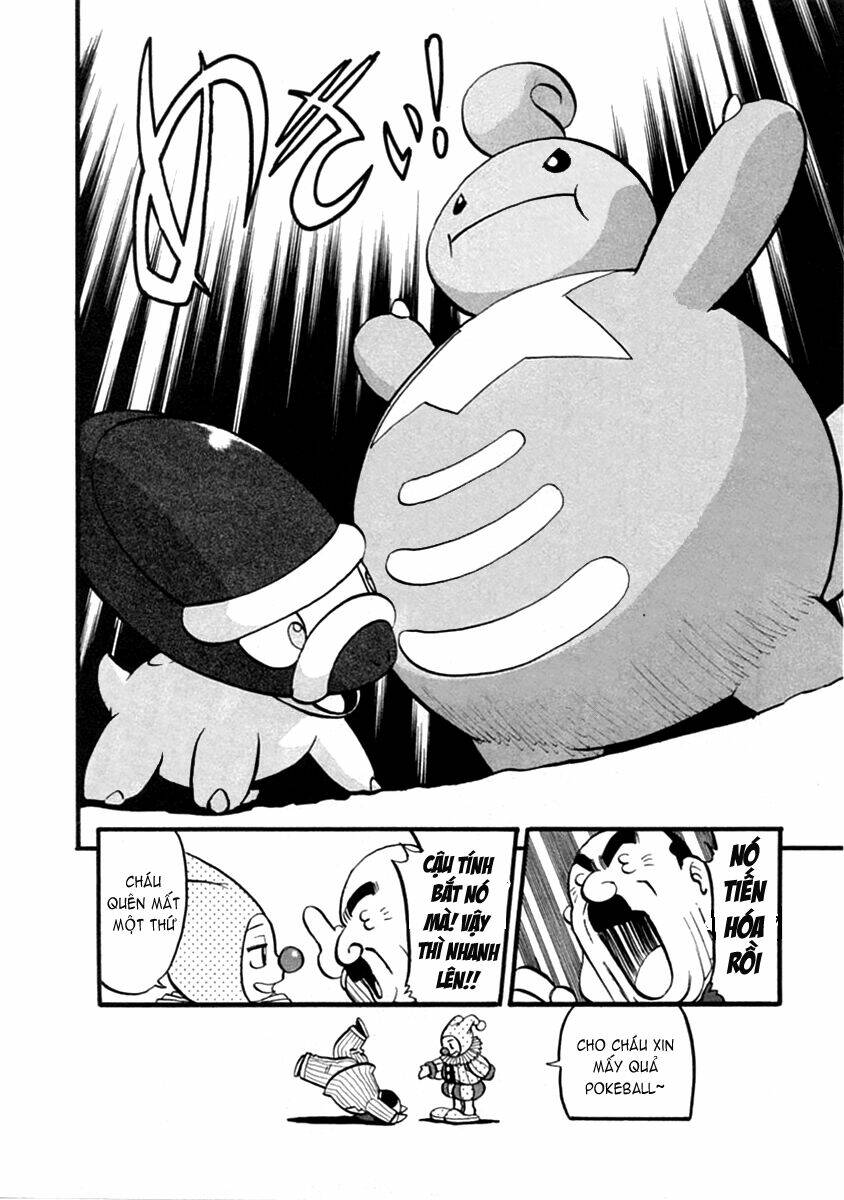 めきい!
NÓ
TIẾN
HÓA
RỒI
CẬU TÍNH
BẮT NÓ
MÀ! VẬY
THÌ NHANH
LÊN!!
CHÁU
QUÊN MẤT
MỘT THỨ
CHO CHÁU XIN
MẤY QUẢ
POKEBALL~